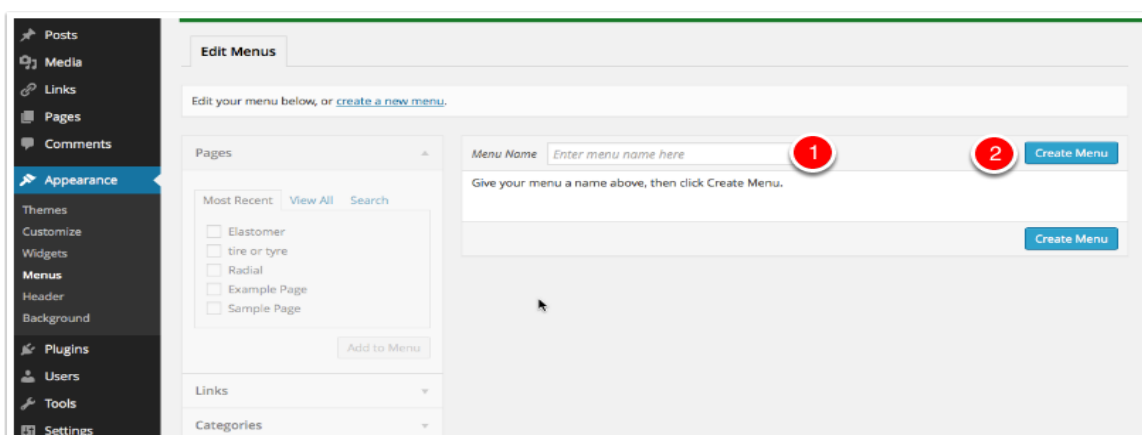 Posts
Media
Links
Pages
Comments
Appearance
Themes
Customize
Widgets
Menus
Header
Background
Plugins
Users
Tools
Settings
Edit Menus
Edit your menu below, or create a new menu.
Pages
Most Recent View All Search
Elastomer
tire or tyre
Radial
Example Page
Sample Page
Add to Menu
Links
Categories
Menu Name Enter menu name here 1 2 Create Menu
Give your menu a name above, then click Create Menu.
Create Menu